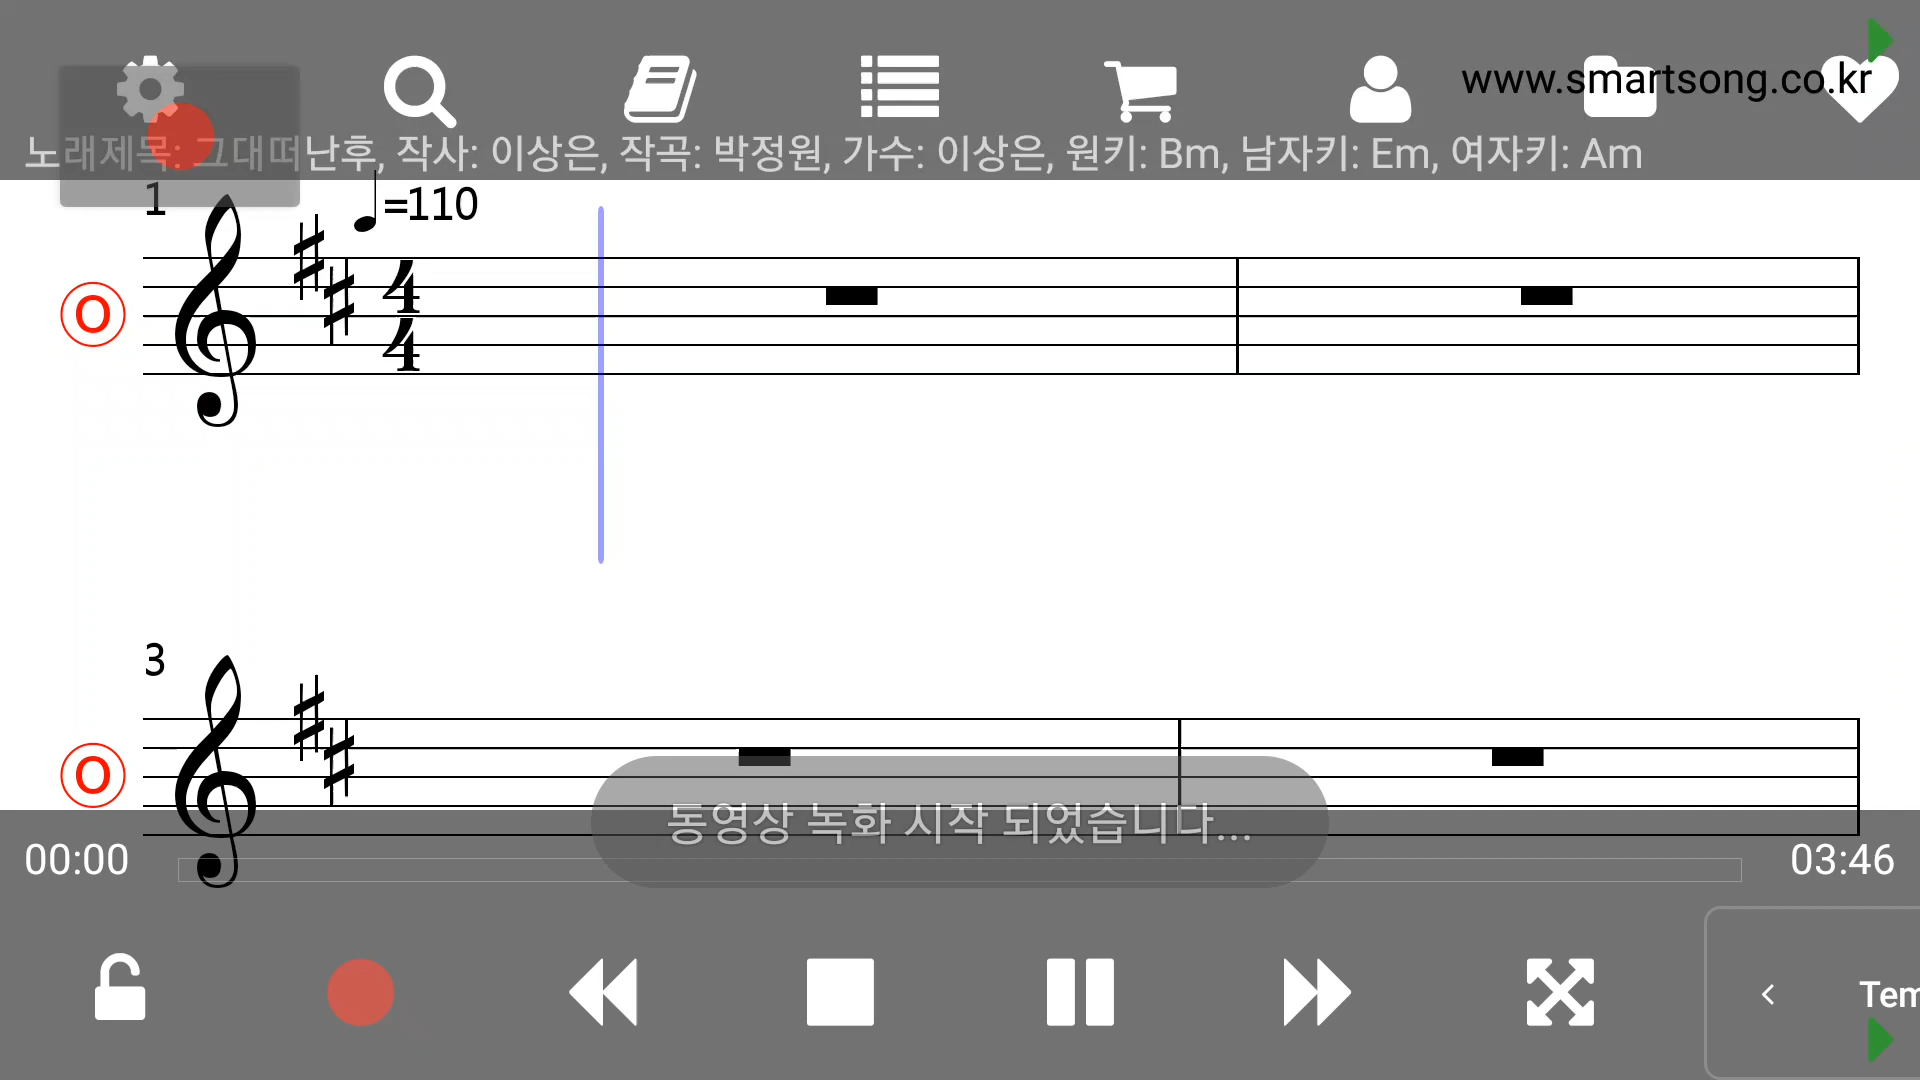 www.smartsong.co.kr
노래제목: 그대떠난후, 작사: 이상은, 작곡: 박정원, 가수: 이상은, 원키: Bm, 남자키: Em, 여자키: Am
1
=110
4
4
O
3
O
동영상 녹화 시작 되었습니다...
00:00
03:46
Tem